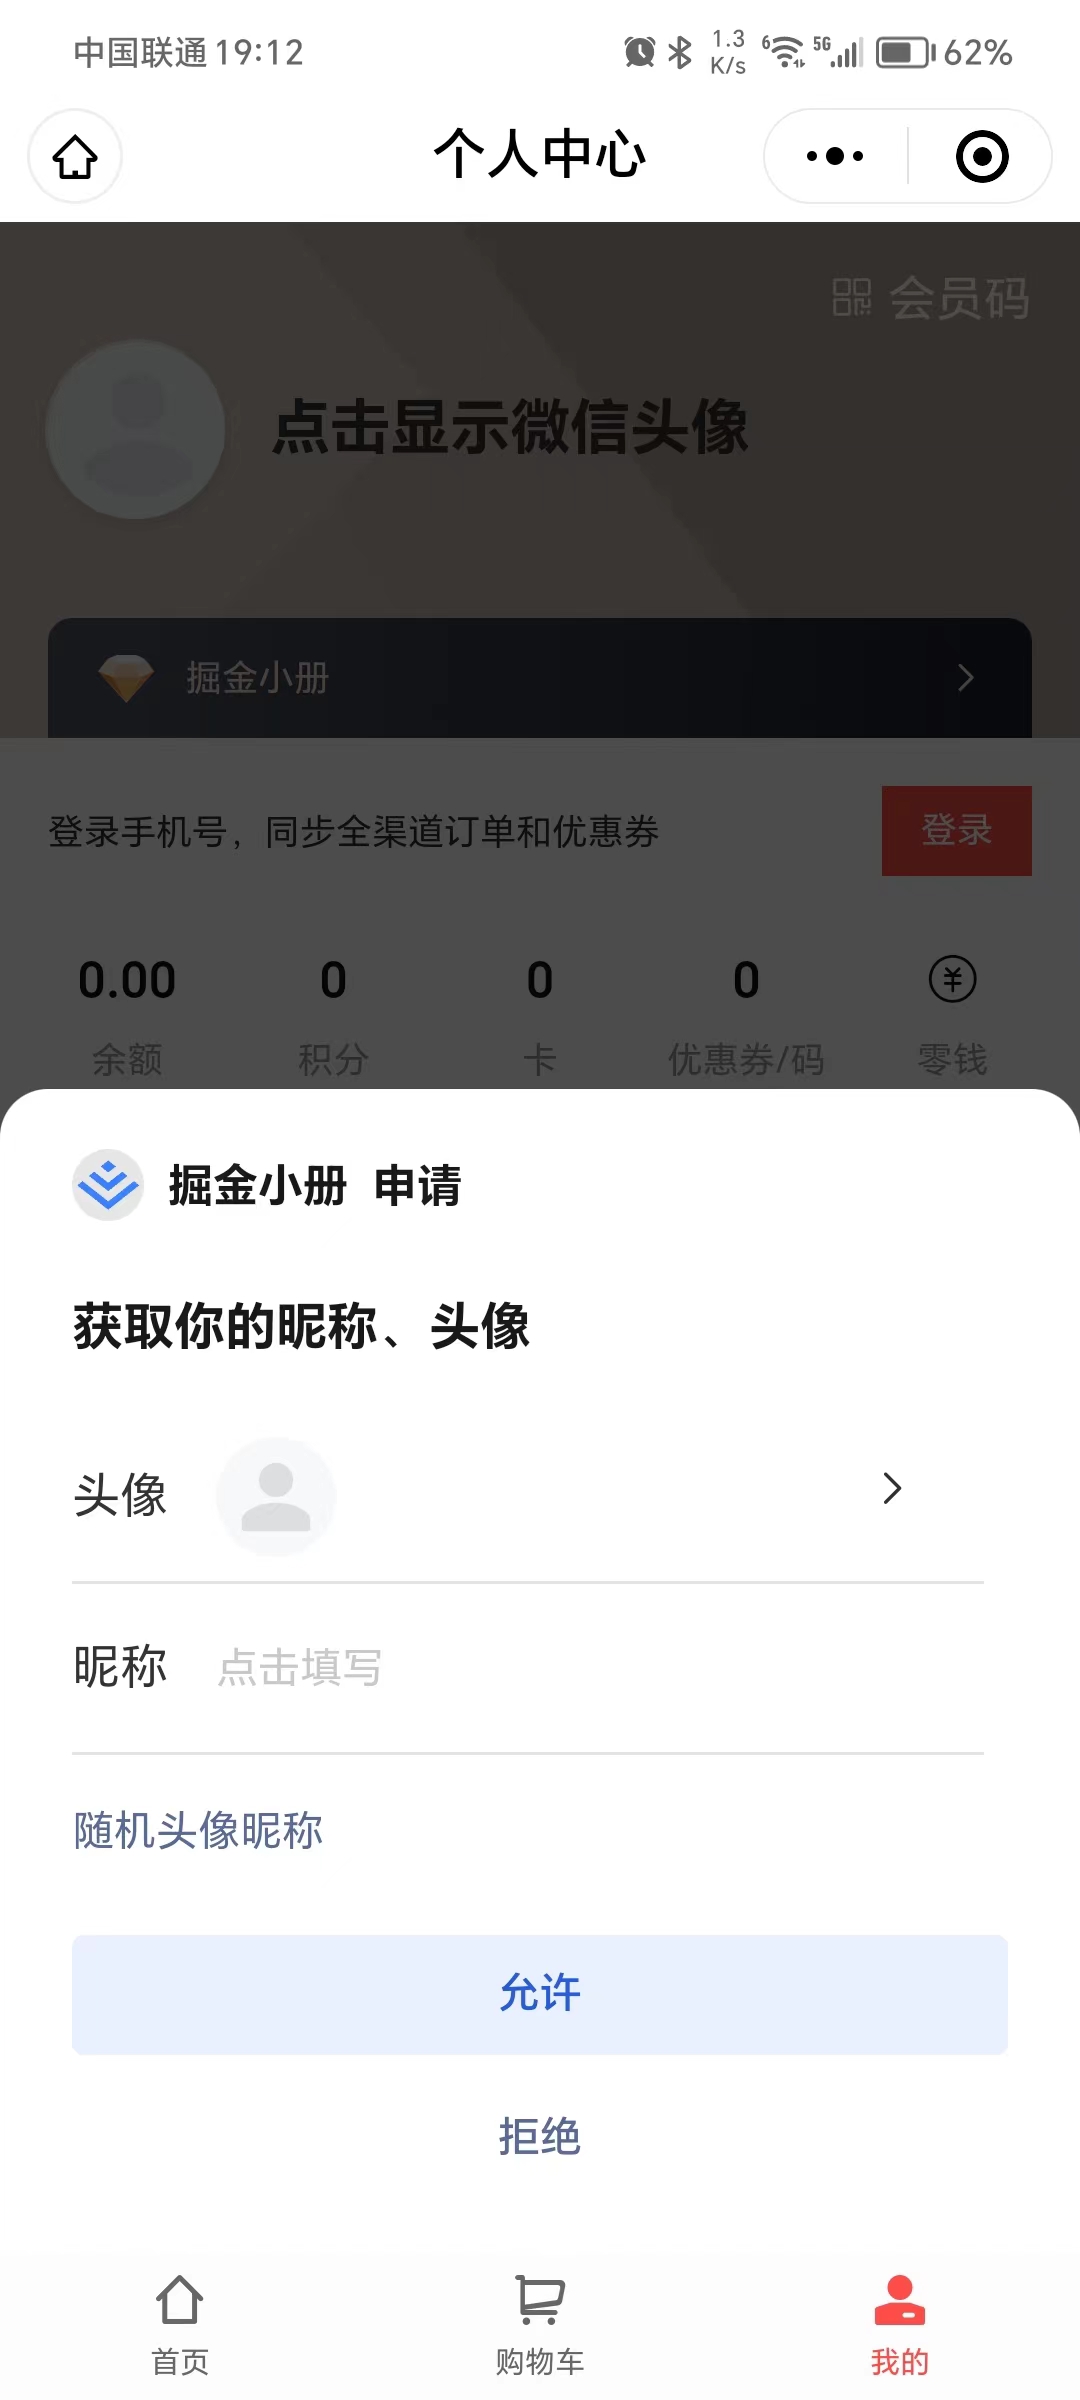 中国联通 19:12
1.3 K/s
6
5G
62%
个人中心
会员码
点击显示微信头像
掘金小册
登录手机号，同步全渠道订单和优惠券
登录
0.00 0 0 0
余额 积分 卡 优惠券/码 零钱
掘金小册 申请
获取你的昵称、头像
头像
昵称 点击填写
随机头像昵称
允许
拒绝
首页 购物车 我的